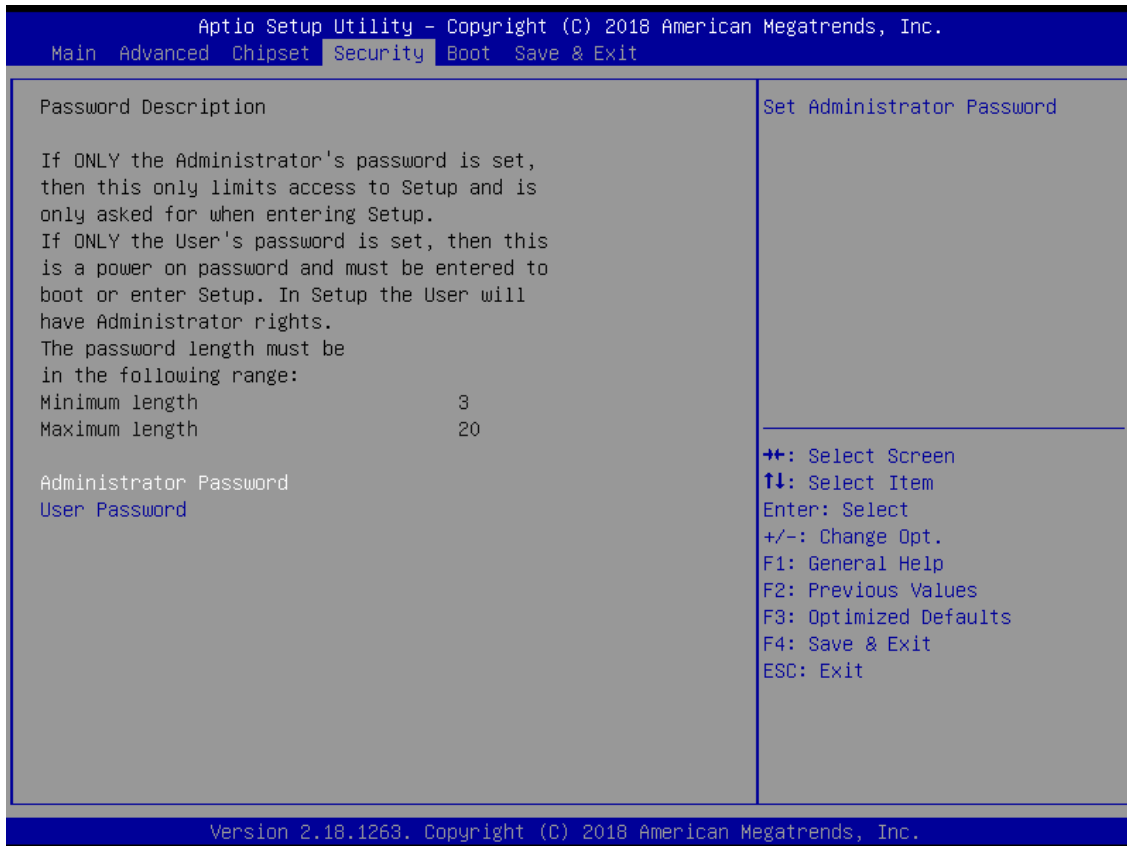 Aptio Setup Utility – Copyright (C) 2018 American Megatrends, Inc.
Main Advanced Chipset Security Boot Save & Exit
Password Description
If ONLY the Administrator's password is set,
then this only limits access to Setup and is
only asked for when entering Setup.
If ONLY the User's password is set, then this
is a power on password and must be entered to
boot or enter Setup. In Setup the User will
have Administrator rights.
The password length must be
in the following range:
Minimum length 3
Maximum length 20
Administrator Password
User Password
Set Administrator Password
→←: Select Screen
↑↓: Select Item
Enter: Select
+/-: Change Opt.
F1: General Help
F2: Previous Values
F3: Optimized Defaults
F4: Save & Exit
ESC: Exit
Version 2.18.1263. Copyright (C) 2018 American Megatrends, Inc.